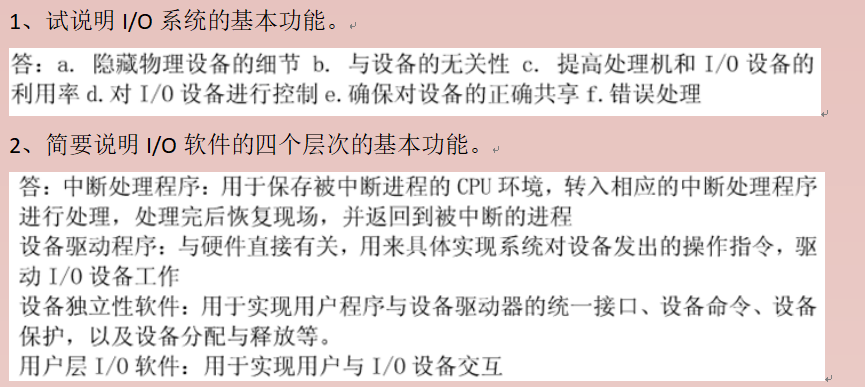 1、试说明 I/O 系统的基本功能。
答：a. 隐藏物理设备的细节 b. 与设备的无关性 c. 提高处理机和 I/O 设备的
利用率 d.对 I/O 设备进行控制 e.确保对设备的正确共享 f.错误处理
2、简要说明 I/O 软件的四个层次的基本功能。
答：中断处理程序：用于保存被中断进程的 CPU 环境，转入相应的中断处理程序
进行处理，处理完后恢复现场，并返回到被中断的进程
设备驱动程序：与硬件直接有关，用来具体实现系统对设备发出的操作指令，驱
动 I/O 设备工作
设备独立性软件：用于实现用户程序与设备驱动器的统一接口、设备命令、设备
保护，以及设备分配与释放等。
用户层 I/O 软件：用于实现用户与 I/O 设备交互